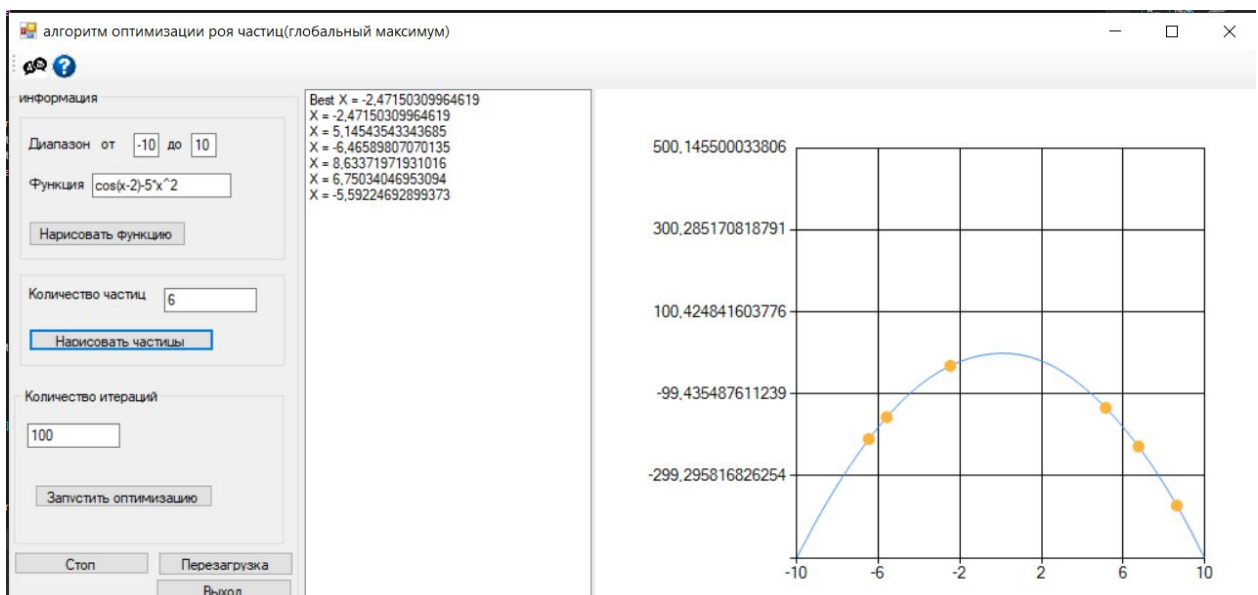 алгоритм оптимизации роя частиц(глобальный максимум)
информация
Диапазон от -10 до 10
Функция cos(x-2)-5*x^2
Нарисовать функцию
Количество частиц 6
Нарисовать частицы
Количество итераций
100
Запустить оптимизацию
Стоп Перезагрузка
Выход
Best X = -2,47150309964619
X = -2,47150309964619
X = 5,14543543343685
X = -6,46589807070135
X = 8,63371971931016
X = 6,75034046953094
X = -5,59224692899373
500,145500033806
300,285170818791
100,424841603776
-99,435487611239
-299,295816826254
-10 -6 -2 2 6 10